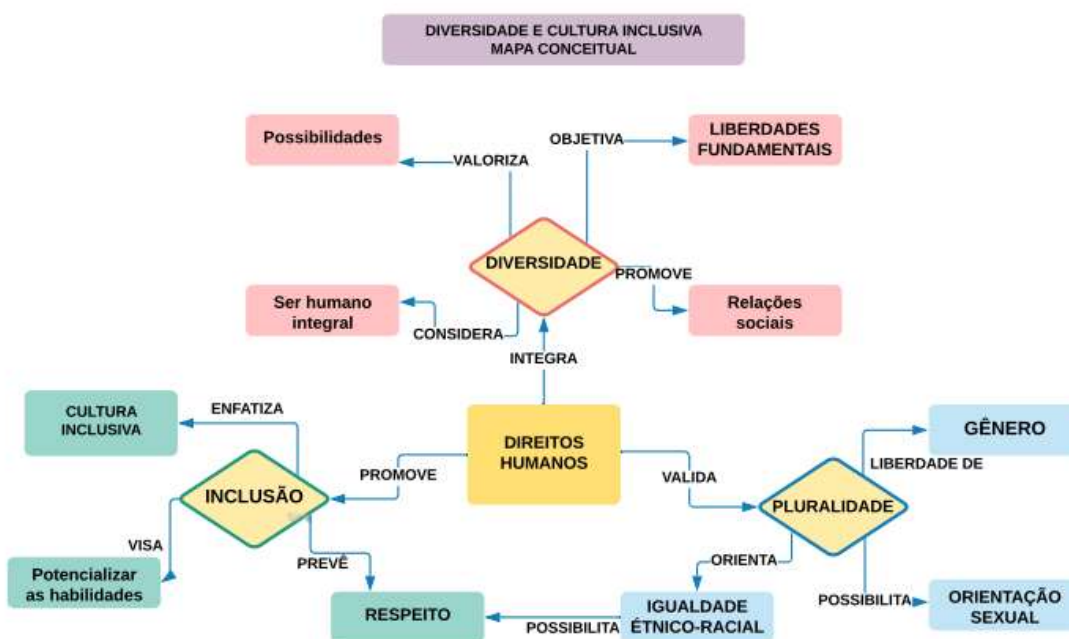 DIVERSIDADE E CULTURA INCLUSIVA
MAPA CONCEITUAL
Possibilidades
VALORIZA
OBJETIVA
LIBERDADES
FUNDAMENTAIS
DIVERSIDADE
PROMOVE
Ser humano
integral
CONSIDERA
Relações
sociais
INTEGRA
CULTURA
INCLUSIVA
ENFATIZA
DIREITOS
HUMANOS
GÊNERO
LIBERDADE DE
PROMOVE
VALIDA
INCLUSÃO
PLURALIDADE
VISA
PREVÊ
ORIENTA
Potencializar
as habilidades
RESPEITO
POSSIBILITA
IGUALDADE
ÉTNICO-RACIAL
POSSIBILITA
ORIENTAÇÃO
SEXUAL